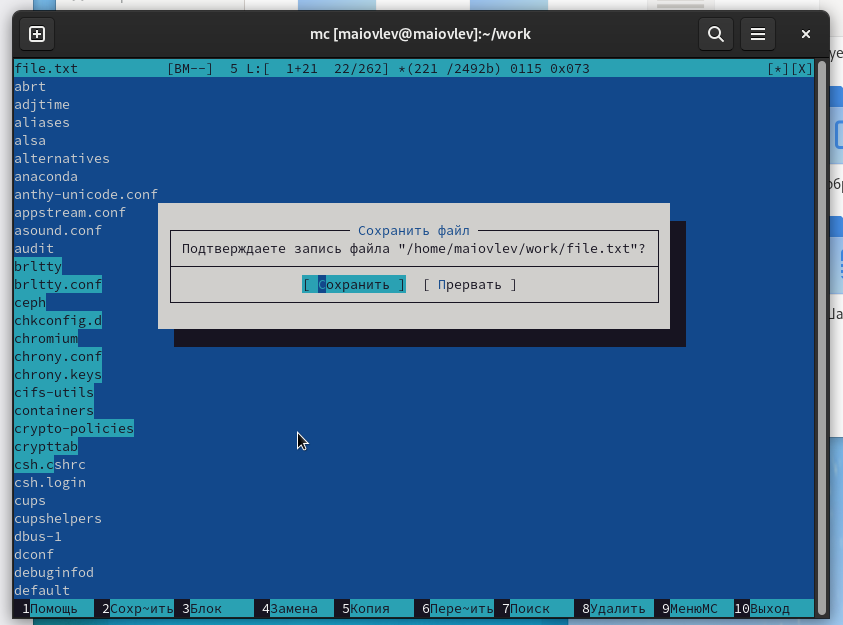 mc [maiovlev@maiovlev]:~/work
file.txt [BM--] 5 L:[ 1+21 22/262] *(221 /2492b) 0115 0x073 [*][X]
abrt
adjtime
aliases
alsa
alternatives
anaconda
anthy-unicode.conf
appstream.conf
asound.conf
audit
brltty
brltty.conf
ceph
chkconfig.d
chromium
chrony.conf
chrony.keys
cifs-utils
containers
crypto-policies
crypttab
csh.cshrc
csh.login
cups
cupshelpers
dbus-1
dconf
debuginfod
default
Сохранить файл
Подтверждаете запись файла "/home/maiovlev/work/file.txt"?
[ Сохранить ] [ Прервать ]
1Помощь 2Сохр~ить 3Блок 4Замена 5Копия 6Пере~ить 7Поиск 8Удалить 9МенюMC 10Выход